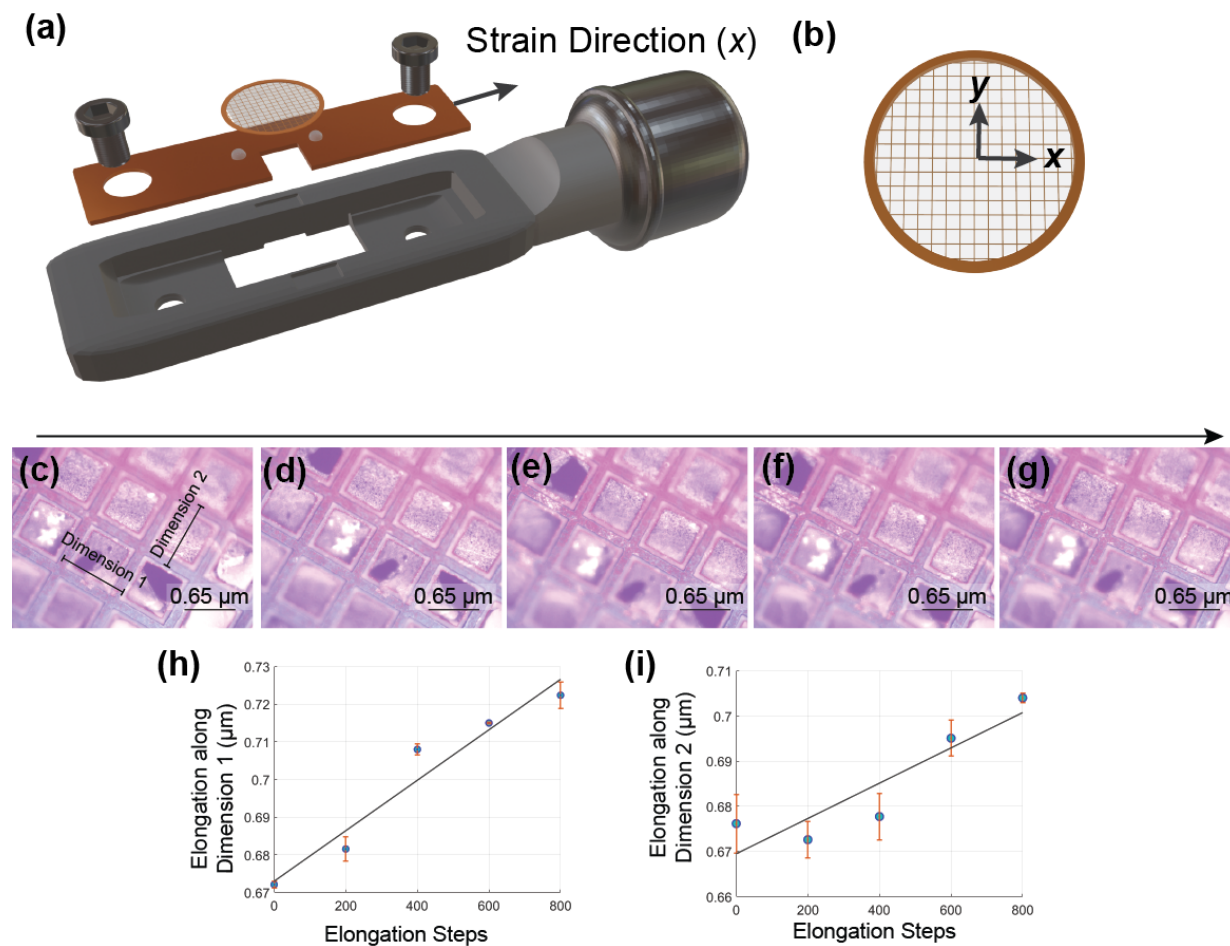 (a)
Strain Direction (x)
(b)
y
x
(c)
Dimension 1
Dimension 2
0.65 μm
(d)
0.65 μm
(e)
0.65 μm
(f)
0.65 μm
(g)
0.65 μm
(h)
Elongation along
Dimension 1 (μm)
0.73
0.72
0.71
0.7
0.69
0.68
0.67
0
200
400
600
800
Elongation Steps
(i)
Elongation along
Dimension 2 (μm)
0.71
0.7
0.69
0.68
0.67
0.66
0
200
400
600
800
Elongation Steps